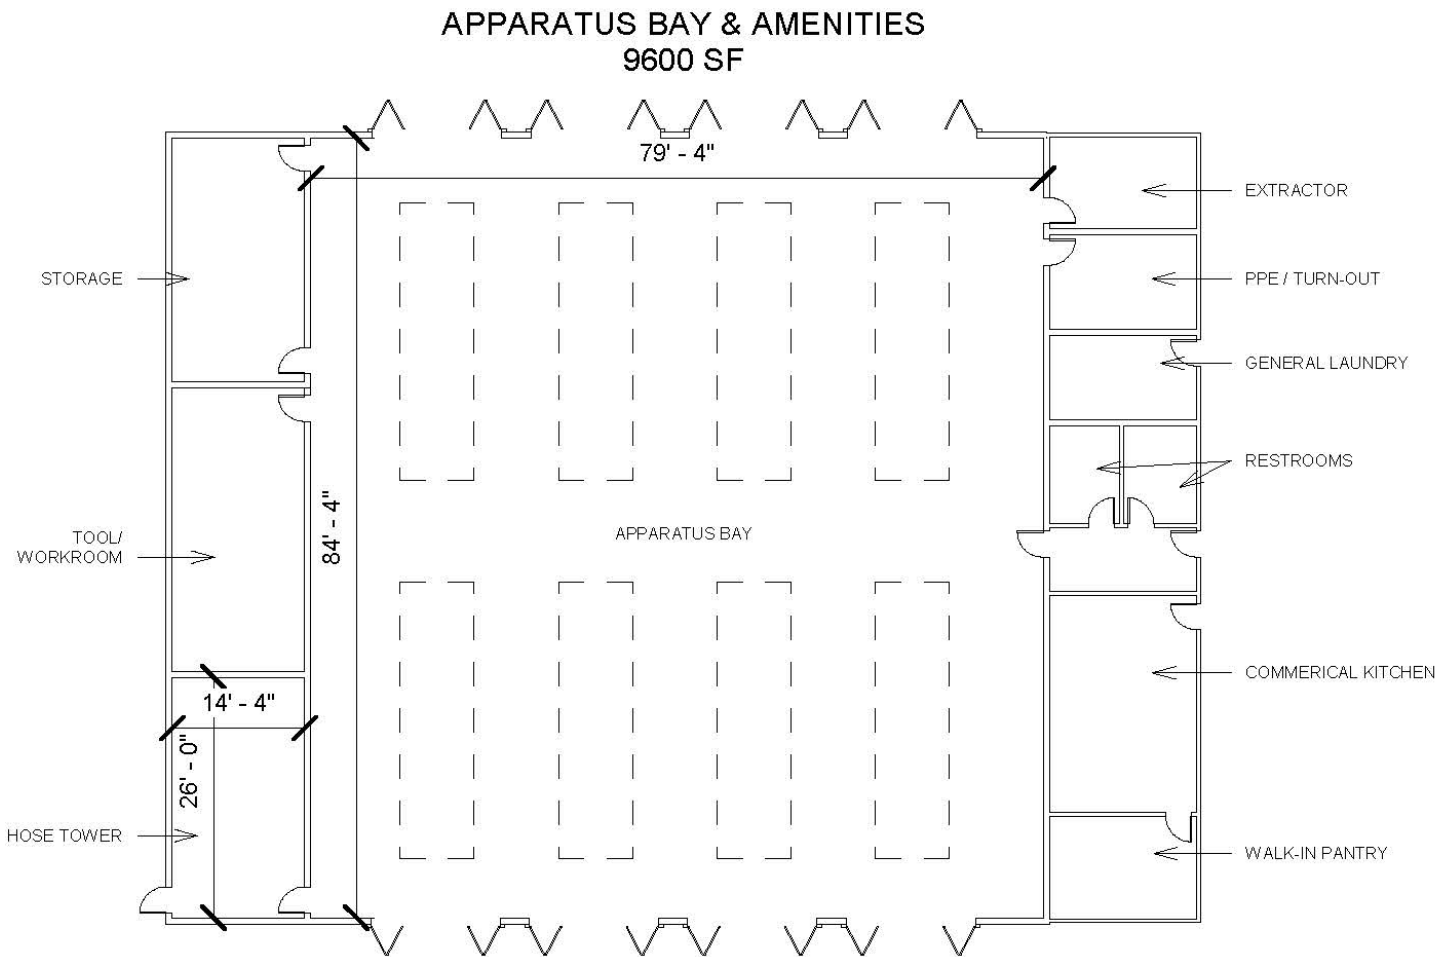 APPARATUS BAY & AMENITIES
9600 SF
79' - 4"
EXTRACTOR
STORAGE
PPE / TURN-OUT
GENERAL LAUNDRY
RESTROOMS
84' - 4"
APPARATUS BAY
TOOL/
WORKROOM
COMMERICAL KITCHEN
14' - 4"
26' - 0"
HOSE TOWER
WALK-IN PANTRY